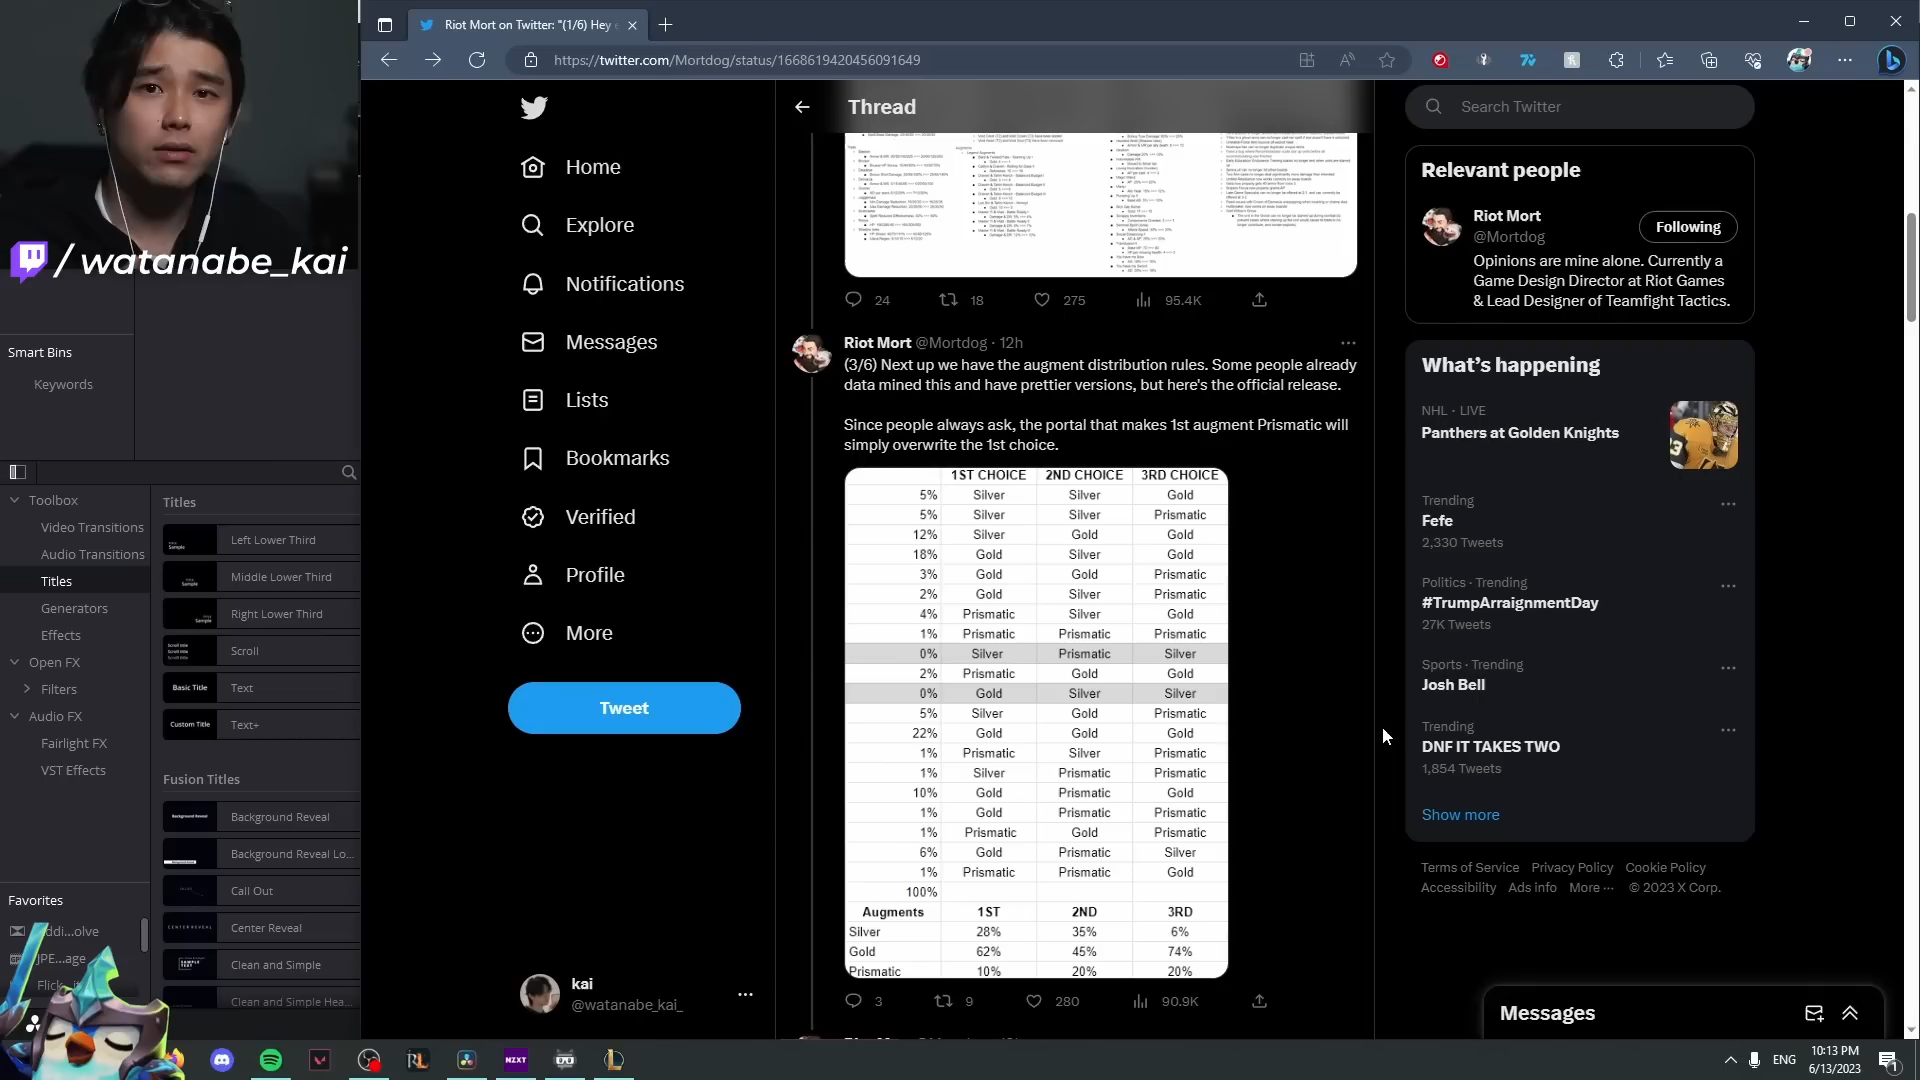 Riot Mort on Twitter: "(1/6) Hey
https://twitter.com/Mordog/status/1668619420456091649
/ watanabe_kai
Smart Bins
Keywords
Toolbox
Video Transitions
Audio Transitions
Titles
Generators
Effects
Open FX
Filters
Audio FX
Fairlight FX
VST Effects
Favorites
Titles
Left Lower Third
Middle Lower Third
Right Lower Third
Scroll
Basic Title Text
Custom Title Text+
Fusion Titles
Background Reveal
Background Reveal Lo...
Call Out
Center Reveal
Clean and Simple
Clean and Simple Hea...
Home
Explore
Notifications
Messages
Lists
Bookmarks
Verified
Profile
More
Tweet
kai
@watanabe_kai_
Thread
24 18 275 95.4K
Riot Mort @Mortdog · 12h
(3/6) Next up we have the augment distribution rules. Some people already
data mined this and have prettier versions, but here's the official release.
Since people always ask, the portal that makes 1st augment Prismatic will
simply overwrite the 1st choice.
1ST CHOICE 2ND CHOICE 3RD CHOICE
5% Silver Silver Gold
5% Silver Silver Prismatic
12% Silver Gold Gold
18% Gold Silver Gold
3% Gold Gold Prismatic
2% Gold Silver Prismatic
4% Prismatic Silver Gold
1% Prismatic Prismatic Prismatic
0% Silver Prismatic Silver
2% Prismatic Gold Gold
0% Gold Silver Silver
5% Silver Gold Prismatic
22% Gold Gold Gold
1% Prismatic Silver Prismatic
1% Silver Prismatic Prismatic
10% Gold Prismatic Gold
1% Gold Prismatic Prismatic
1% Prismatic Gold Prismatic
6% Gold Prismatic Silver
1% Prismatic Prismatic Gold
100%
Augments 1ST 2ND 3RD
Silver 28% 35% 6%
Gold 62% 45% 74%
Prismatic 10% 20% 20%
3 9 280 90.9K
Search Twitter
Relevant people
Riot Mort
@Mortdog
Following
Opinions are mine alone. Currently a
Game Design Director at Riot Games
& Lead Designer of Teamfight Tactics.
What's happening
NHL · LIVE
Panthers at Golden Knights
Trending
Fefe
2,330 Tweets
Politics · Trending
#TrumpArraignmentDay
27K Tweets
Sports · Trending
Josh Bell
Trending
DNF IT TAKES TWO
1,854 Tweets
Show more
Terms of Service Privacy Policy Cookie Policy
Accessibility Ads info More ··· © 2023 X Corp.
Messages
NZXT
ENG
10:13 PM
6/13/2023